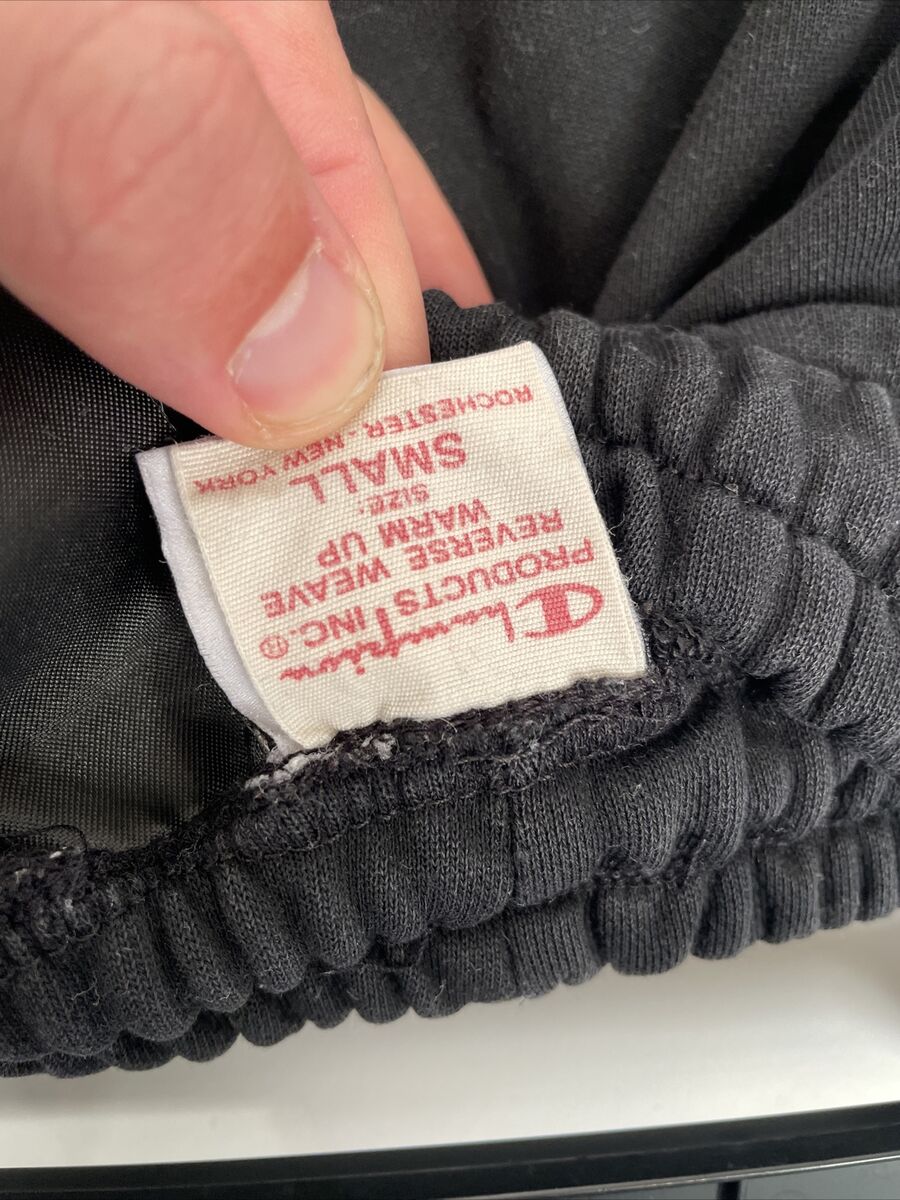 Champion
PRODUCTS INC.®
REVERSE WEAVE
WARM UP
SIZE:
SMALL
ROCHESTER - NEW YORK